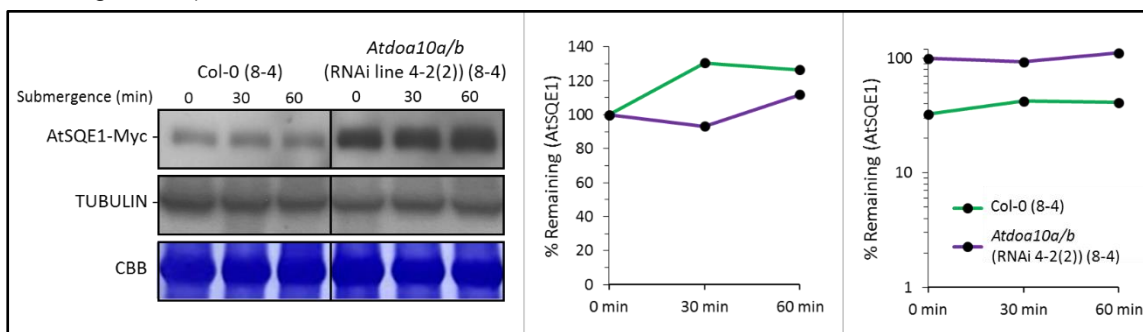 Atdoa10a/b
Col-0 (8-4) (RNAi line 4-2(2)) (8-4)
Submergence (min) 0 30 60 0 30 60
AtSQE1-Myc
TUBULIN
CBB
% Remaining (AtSQE1)
140
120
100
80
60
40
20
0
0 min 30 min 60 min
% Remaining (AtSQE1)
100
10
1
Col-0 (8-4)
Atdoa10a/b
(RNAi 4-2(2)) (8-4)
0 min 30 min 60 min